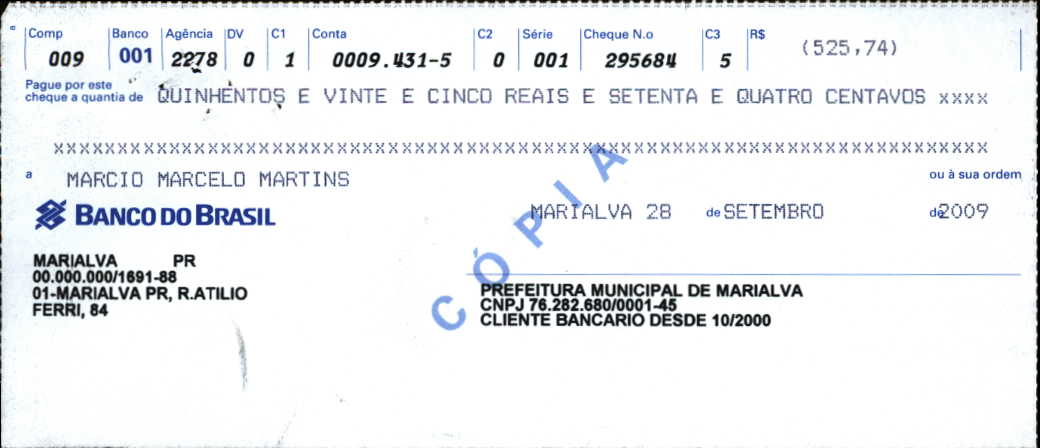 Comp Banco Agência DV C1 Conta C2 Série Cheque N.o C3 R$
009 001 2278 0 1 0009.431-5 0 001 295684 5 (525,74)
Pague por este
cheque a quantia de QUINHENTOS E VINTE E CINCO REAIS E SETENTA E QUATRO CENTAVOS xxxx
xxxxxxxxxxxxxxxxxxxxxxxxxxxxxxxxxxxxxxxxxxxxxxxxxxxxxxxxxxxxxxxxxxxxxxxxxxxxxxxxxxxxxxx
a MARCIO MARCELO MARTINS ou à sua ordem
BANCO DO BRASIL
MARIALVA 28 de SETEMBRO de 2009
CÓPIA
MARIALVA PR
00.000.000/1691-88
01-MARIALVA PR, R.ATILIO
FERRI, 84
PREFEITURA MUNICIPAL DE MARIALVA
CNPJ 76.282.680/0001-45
CLIENTE BANCARIO DESDE 10/2000